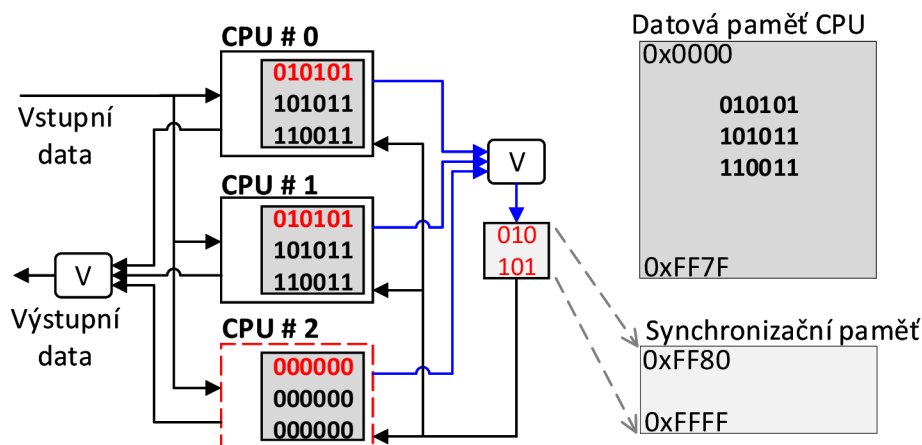 CPU # 0
010101
101011
110011
Vstupní
data
CPU # 1
010101
101011
110011
V
Výstupní
data
CPU # 2
000000
000000
000000
V
010
101
Datová paměť CPU
0x0000
010101
101011
110011
0xFF7F
Synchronizační paměť
0xFF80
0xFFFF